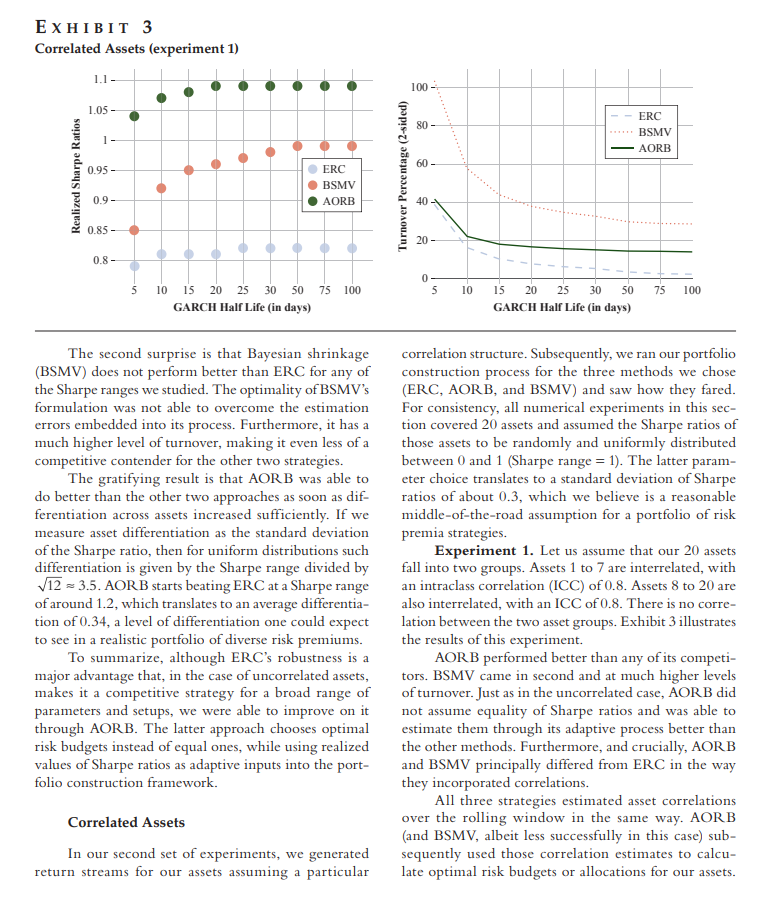 EXHIBIT 3
Correlated Assets (experiment 1)
1.1
1.05
1
0.95
0.9
0.85
0.8
Realized Sharpe Ratios
ERC
BSMV
AORB
5 10 15 20 25 30 50 75 100
GARCH Half Life (in days)
100
80
60
40
20
0
Turnover Percentage (2-sided)
ERC
BSMV
AORB
5 10 15 20 25 30 50 75 100
GARCH Half Life (in days)
The second surprise is that Bayesian shrinkage
(BSMV) does not perform better than ERC for any of
the Sharpe ranges we studied. The optimality of BSMV’s
formulation was not able to overcome the estimation
errors embedded into its process. Furthermore, it has a
much higher level of turnover, making it even less of a
competitive contender for the other two strategies.
The gratifying result is that AORB was able to
do better than the other two approaches as soon as dif-
ferentiation across assets increased sufficiently. If we
measure asset differentiation as the standard deviation
of the Sharpe ratio, then for uniform distributions such
differentiation is given by the Sharpe range divided by
√12 ≈ 3.5. AORB starts beating ERC at a Sharpe range
of around 1.2, which translates to an average differentia-
tion of 0.34, a level of differentiation one could expect
to see in a realistic portfolio of diverse risk premiums.
To summarize, although ERC’s robustness is a
major advantage that, in the case of uncorrelated assets,
makes it a competitive strategy for a broad range of
parameters and setups, we were able to improve on it
through AORB. The latter approach chooses optimal
risk budgets instead of equal ones, while using realized
values of Sharpe ratios as adaptive inputs into the port-
folio construction framework.
Correlated Assets
In our second set of experiments, we generated
return streams for our assets assuming a particular
correlation structure. Subsequently, we ran our portfolio
construction process for the three methods we chose
(ERC, AORB, and BSMV) and saw how they fared.
For consistency, all numerical experiments in this sec-
tion covered 20 assets and assumed the Sharpe ratios of
those assets to be randomly and uniformly distributed
between 0 and 1 (Sharpe range = 1). The latter param-
eter choice translates to a standard deviation of Sharpe
ratios of about 0.3, which we believe is a reasonable
middle-of-the-road assumption for a portfolio of risk
premia strategies.
Experiment 1. Let us assume that our 20 assets
fall into two groups. Assets 1 to 7 are interrelated, with
an intraclass correlation (ICC) of 0.8. Assets 8 to 20 are
also interrelated, with an ICC of 0.8. There is no corre-
lation between the two asset groups. Exhibit 3 illustrates
the results of this experiment.
AORB performed better than any of its competi-
tors. BSMV came in second and at much higher levels
of turnover. Just as in the uncorrelated case, AORB did
not assume equality of Sharpe ratios and was able to
estimate them through its adaptive process better than
the other methods. Furthermore, and crucially, AORB
and BSMV principally differed from ERC in the way
they incorporated correlations.
All three strategies estimated asset correlations
over the rolling window in the same way. AORB
(and BSMV, albeit less successfully in this case) sub-
sequently used those correlation estimates to calcu-
late optimal risk budgets or allocations for our assets.